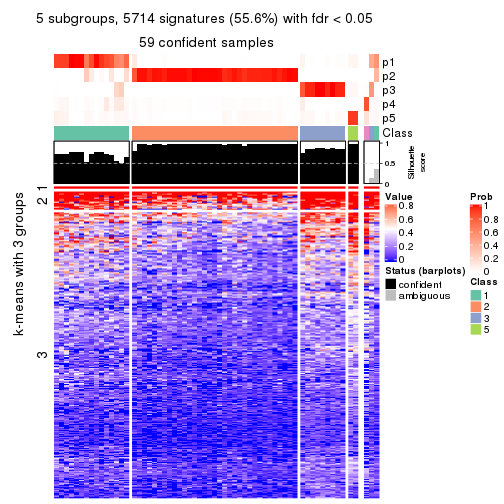 5 subgroups, 5714 signatures (55.6%) with fdr < 0.05
59 confident samples
p1
p2
p3
p4
p5
Class
1
0.5
0
Silhouette
score
k-means with 3 groups
1
2
3
Value
0.8
0.6
0.4
0.2
0
Status (barplots)
confident
ambiguous
Prob
1
0.8
0.6
0.4
0.2
0
Class
1
2
3
5